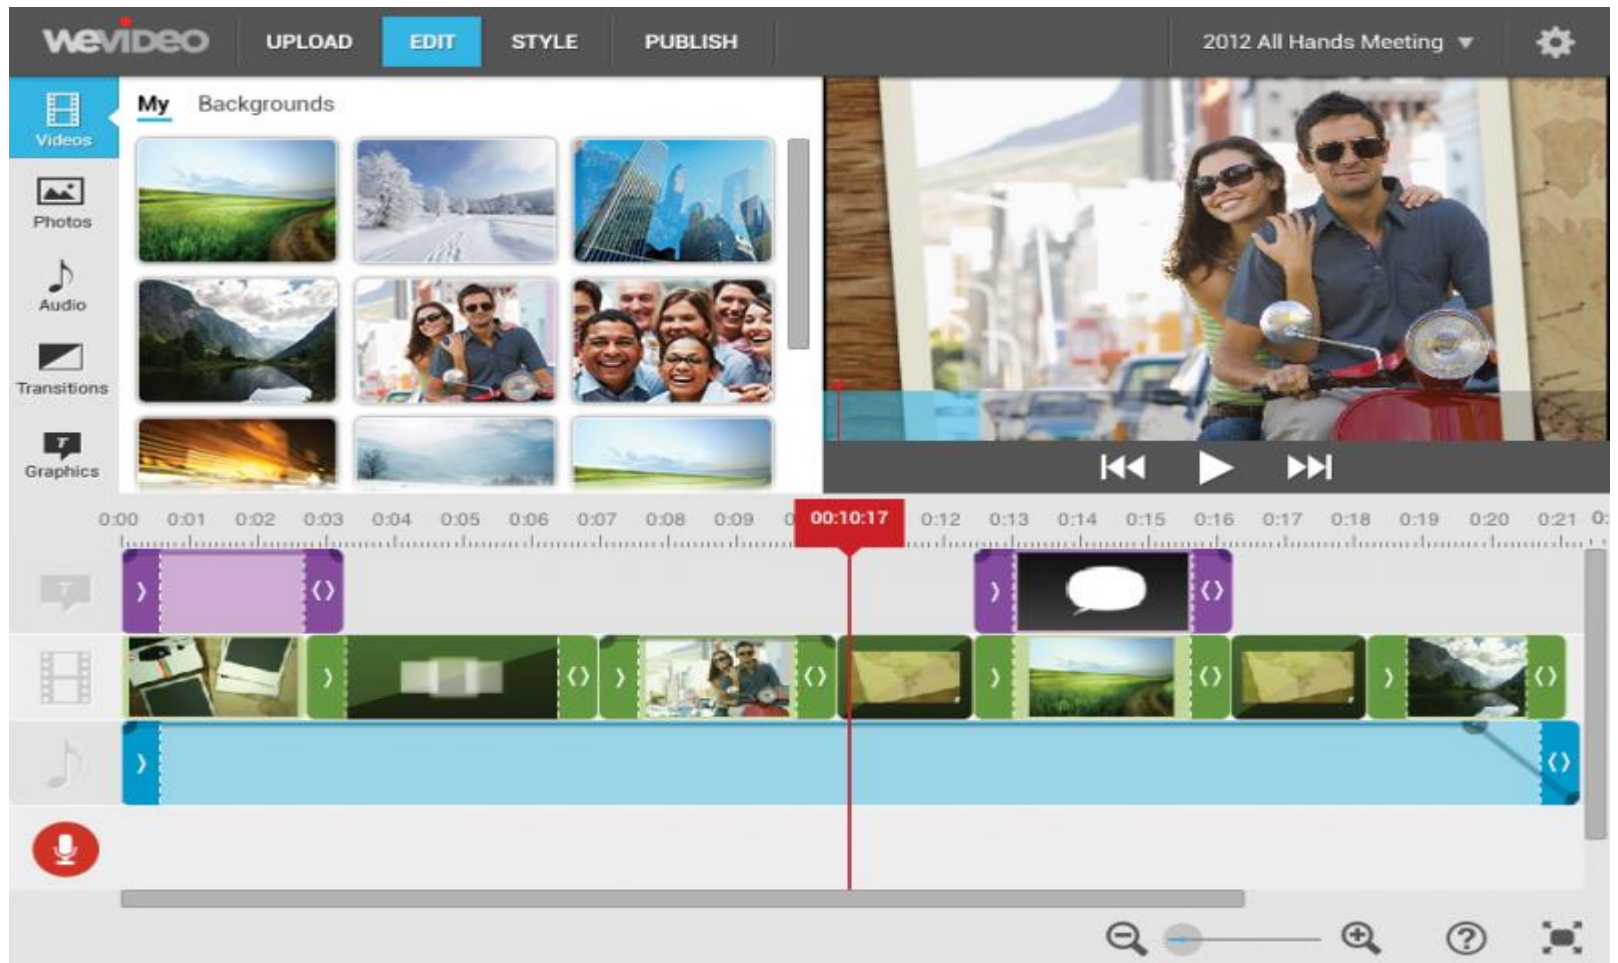 WEVIDEO UPLOAD EDIT STYLE PUBLISH 2012 All Hands Meeting
Videos
Photos
Audio
Transitions
Graphics
My Backgrounds
0:00 0:01 0:02 0:03 0:04 0:05 0:06 0:07 0:08 0:09 00:10:17 0:12 0:13 0:14 0:15 0:16 0:17 0:18 0:19 0:20 0:21